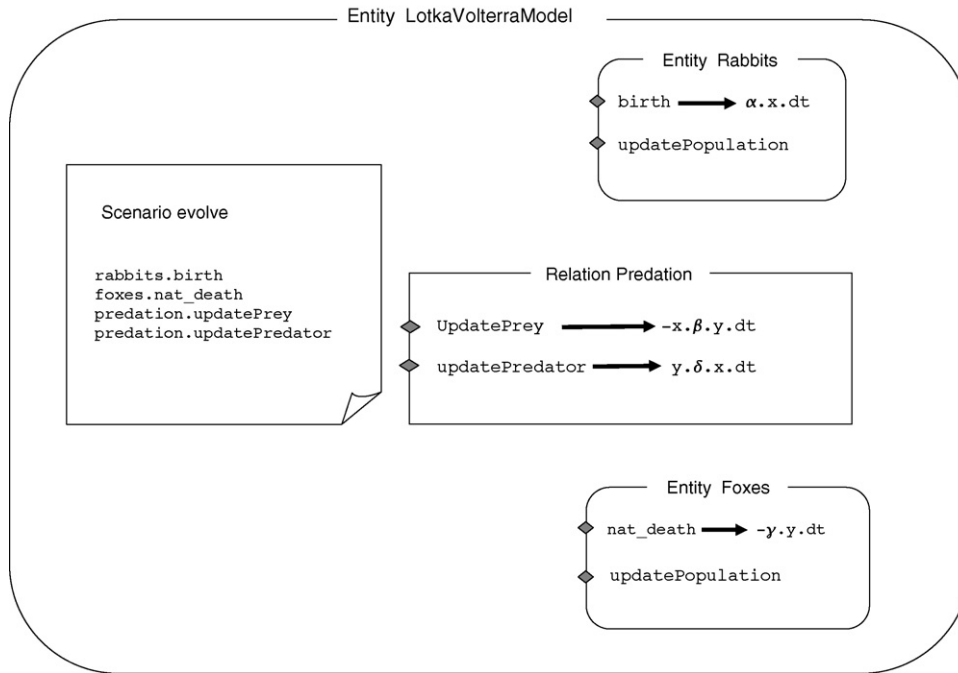 Entity LotkaVolterraModel
Entity Rabbits
birth α.x.dt
updatePopulation
Scenario evolve
rabbits.birth
foxes.nat_death
predation.updatePrey
predation.updatePredator
Relation Predation
UpdatePrey -x.β.y.dt
updatePredator y.δ.x.dt
Entity Foxes
nat_death -γ.y.dt
updatePopulation